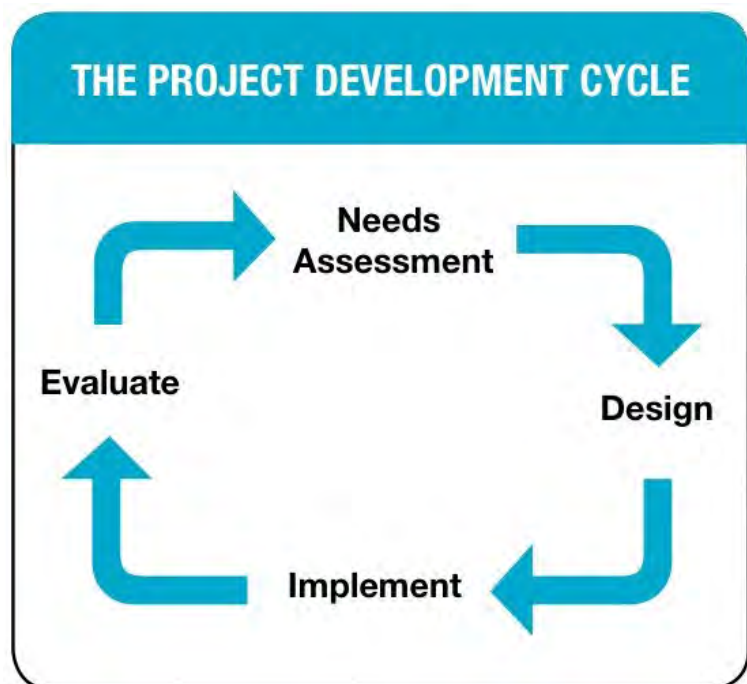 THE PROJECT DEVELOPMENT CYCLE
Needs
Assessment
Design
Implement
Evaluate